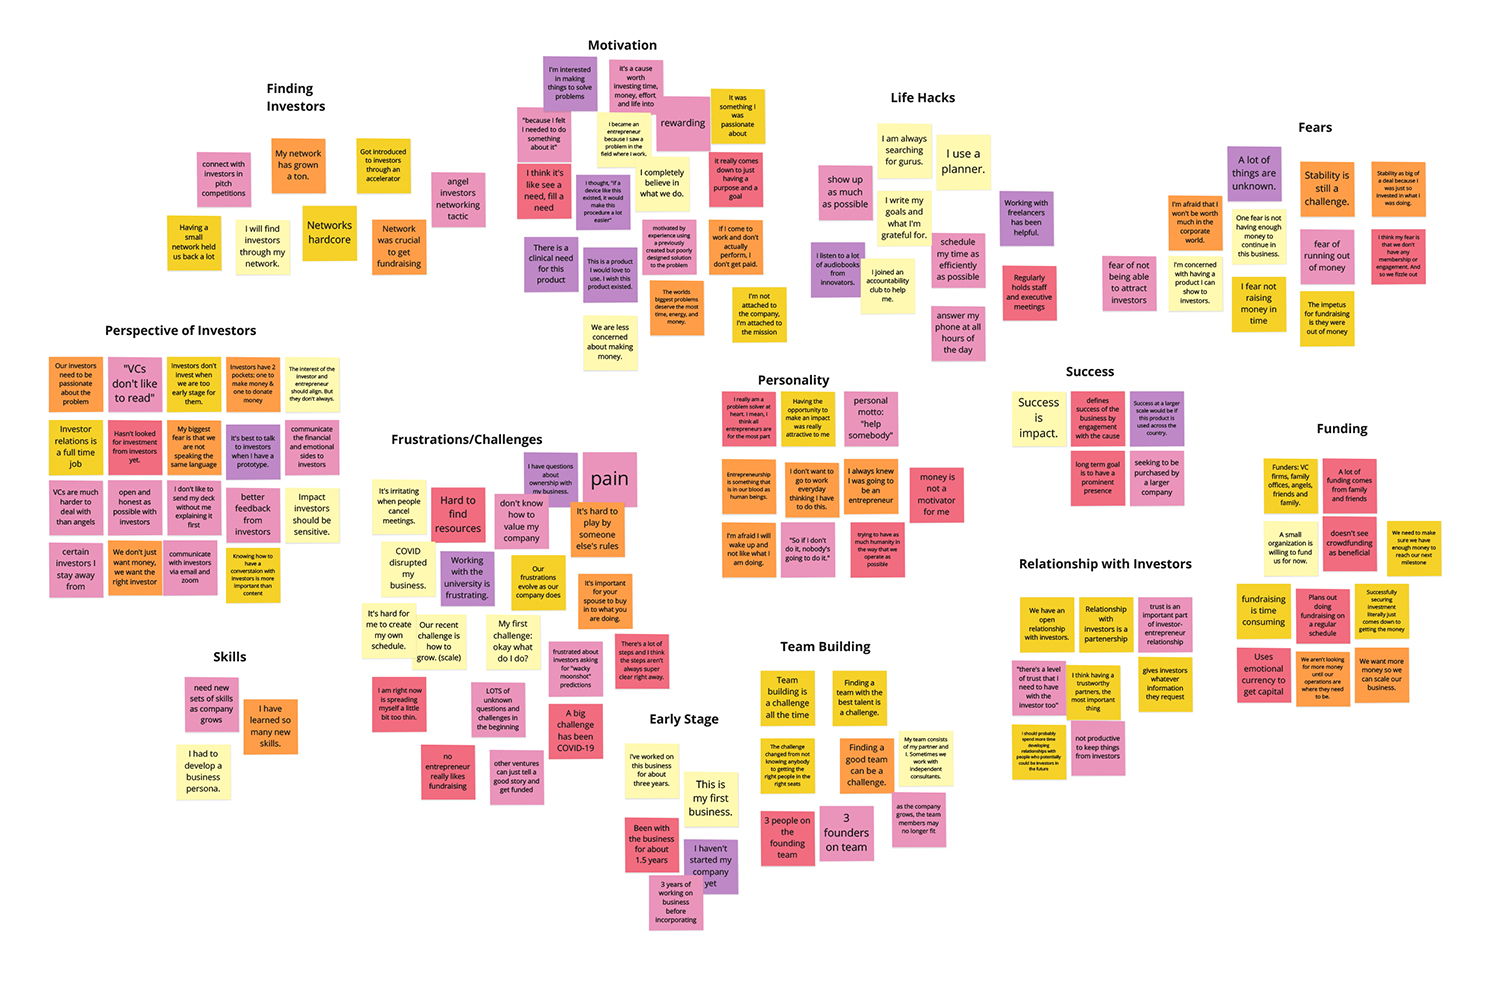 Finding
Investors
connect with
investors in
pitch
competitions
My network
has grown
a ton.
Got introduced
to investors
through an
accelerator
angel
investors
networking
tactic
Having a
small
network held
us back a lot
I will find
investors
through my
network.
Networks
hardcore
Network
was crucial
to get
fundraising
Motivation
I'm interested
in making
things to solve
problems
it's a cause
worth
investing time,
money, effort
and life into
"because I felt
I needed to do
something
about it"
I became an
entrepreneur
because I saw a
problem in the
field where I work.
rewarding
It was
something I
was
passionate
about
I think it's
like see a
need, fill a
need
I thought, "if a
device like this
existed, it would
make this
procedure a lot
easier"
I completely
believe in
what we do.
It really comes
down to just
having a
purpose and a
goal
There is a
clinical need
for this
product
This is a product
I would love to
use. I wish this
product existed.
motivated by
experience using
a previously
created but poorly
designed solution
to the problem
If I come to
work and don't
actually
perform, I
don't get paid.
The worlds
biggest problems
deserve the most
time, energy, and
money.
I'm not
attached to
the company,
I'm attached to
the mission
We are less
concerned
about making
money.
Life Hacks
I am always
searching
for gurus.
I use a
planner.
show up
as much
as possible
I write my
goals and
what I'm
grateful for.
Working with
freelancers
has been
helpful.
I listen to a lot
of audiobooks
from
innovators.
I joined an
accountability
club to help
me.
schedule
my time as
efficiently
as possible
Regularly
holds staff
and executive
meetings
answer my
phone at all
hours of
the day
Fears
A lot of
things are
unknown.
Stability is
still a
challenge.
Stability as big of
a deal because I
was just so
invested in what I
was doing.
I'm afraid that I
won't be worth
much in the
corporate
world.
One fear is not
having enough
money to
continue in
this business.
fear of
running out
of money
I think my fear is
that we don't
have any
membership or
engagement. And
so we fizzle out
fear of not
being able
to attract
investors
I'm concerned
with having a
product I can
show to
investors.
I fear not
raising
money in
time
The impetus
for fundraising
is they were
out of money
Perspective of Investors
Our investors
need to be
passionate
about the
problem
"VCs
don't like
to read"
Investors don't
invest when
we are too
early stage for
them.
Investors have 2
pockets: one to
make money &
one to donate
money
The interest of the
investor and
entrepreneur
should align. But
they don't always.
Investor
relations is
a full time
job
Hasn't looked
for investment
from investors
yet.
My biggest
fear is that we
are not
speaking the
same language
It's best to talk
to investors
when I have a
prototype.
communicate
the financial
and emotional
sides to
investors
VCs are much
harder to
deal with
than angels
open and
honest as
possible with
investors
I don't like to
send my deck
without me
explaining it
first
better
feedback
from
investors
Impact
investors
should be
sensitive.
certain
investors I
stay away
from
We don't just
want money,
we want the
right investor
communicate
with investors
via email and
zoom
Knowing how to
have a
converstaion with
investors is more
important than
content
Frustrations/Challenges
I have questions
about
ownership with
my business.
pain
It's irritating
when people
cancel
meetings.
Hard to
find
resources
don't know
how to
value my
company
It's hard to
play by
someone
else's rules
COVID
disrupted
my
business.
Working
with the
university is
frustrating.
Our
frustrations
evolve as our
company does
It's important
for your
spouse to buy
in to what you
are doing.
It's hard for
me to create
my own
schedule.
Our recent
challenge is
how to
grow. (scale)
My first
challenge:
okay what
do I do?
frustrated about
investors asking
for "wacky
moonshot"
predictions
There's a lot of
steps and I think
the steps aren't
always super
clear right away.
I am right now
is spreading
myself a little
bit too thin.
LOTS of
unknown
questions and
challenges in
the beginning
A big
challenge
has been
COVID-19
no
entrepreneur
really likes
fundraising
other ventures
can just tell a
good story and
get funded
Personality
I really am a
problem solver at
heart. I mean, I
think all
entrepreneurs are
for the most part
Having the
opportunity to
make an impact
was really
attractive to me
personal
motto:
"help
somebody"
Entrepreneurship
is something that
is in our blood as
human beings.
I don't want to
go to work
everyday
thinking I have
to do this.
I always knew
I was going to
be an
entrepreneur
money is
not a
motivator
for me
I'm afraid I will
wake up and
not like what I
am doing.
"So if I don't
do it, nobody's
going to do it."
trying to have as
much humanity in
the way that we
operate as
possible
Success
Success
is
impact.
defines
success of the
business by
engagement
with the cause
Success at a larger
scale would be if
this product is
used across the
country.
long term goal
is to have a
prominent
presence
seeking to be
purchased by
a larger
company
Funding
Funders: VC
firms, family
offices, angels,
friends and
family.
A lot of
funding comes
from family
and friends
A small
organization is
willing to fund
us for now.
doesn't see
crowdfunding
as beneficial
We need to make
sure we have
enough money to
reach our next
milestone
fundraising
is time
consuming
Plans out
doing
fundraising on
a regular
schedule
Successfully
securing
investment
literally just
comes down to
getting the money
Uses
emotional
currency to
get capital
We aren't looking
for more money
until our
operations are
where they need
to be.
We want more
money so we
can scale our
business.
Relationship with Investors
We have an
open
relationship
with investors.
Relationship
with
investors is a
partenership
trust is an
important part
of investor-
entrepreneur
relationship
"there's a level
of trust that I
need to have
with the
investor too"
I think having a
trustworthy
partners, the
most important
thing
gives investors
whatever
information
they request
I should probably
spend more time
developing
relationships with
people who potentially
could be investors in
the future
not productive
to keep things
from investors
Skills
need new
sets of skills
as company
grows
I have
learned so
many new
skills.
I had to
develop a
business
persona.
Early Stage
I've worked on
this business
for about
three years.
This is
my first
business.
Been with
the business
for about
1.5 years
I haven't
started my
company
yet
3 years of
working on
business
before
incorporating
Team Building
Team
building is
a challenge
all the time
Finding a
team with the
best talent is
a challenge.
The challenge
changed from not
knowing anybody
to getting the
right people in the
right seats
Finding a
good team
can be a
challenge.
My team consists
of my partner and
I. Sometimes we
work with
independent
consultants.
3 people on
the
founding
team
3
founders
on team
as the company
grows, the team
members may
no longer fit